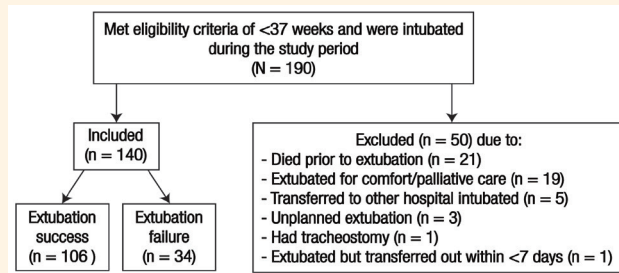 Met eligibility criteria of <37 weeks and were intubated
during the study period
(N = 190)
Included
(n = 140)
Extubation
success
(n = 106 )
Extubation
failure
(n = 34)
Excluded (n = 50) due to:
- Died prior to extubation (n = 21)
- Extubated for comfort/palliative care (n = 19)
- Transferred to other hospital intubated (n = 5)
- Unplanned extubation (n = 3)
- Had tracheostomy (n = 1)
- Extubated but transferred out within <7 days (n = 1)